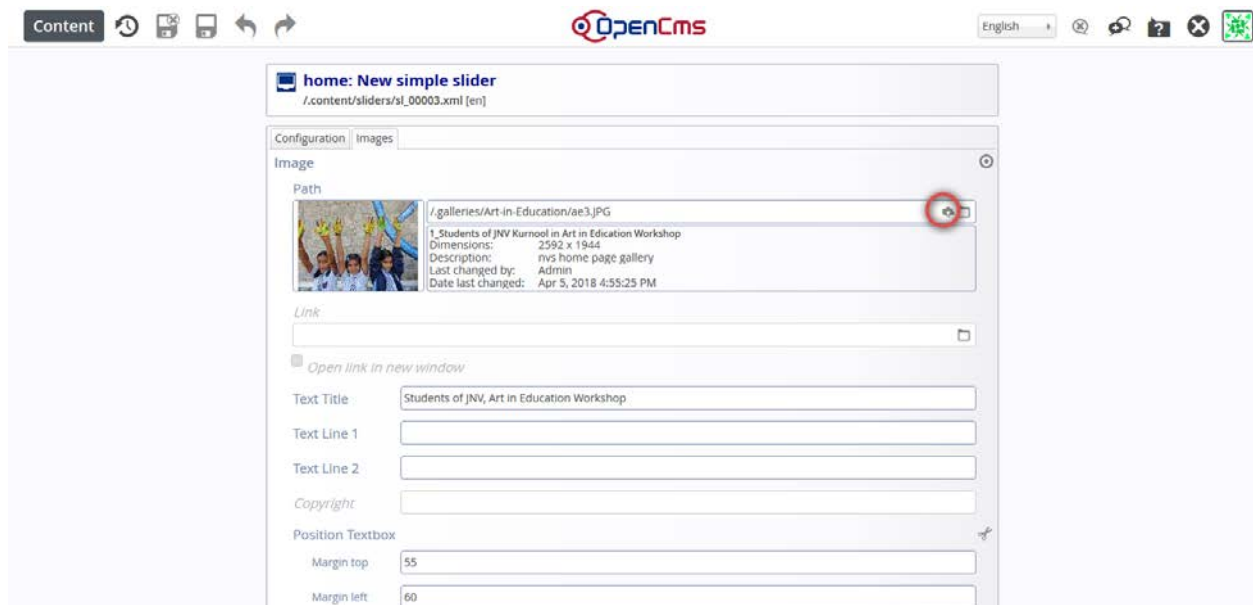 Content
OpenCms
English
home: New simple slider
/.content/sliders/sl_00003.xml [en]
Configuration Images
Image
Path
/.galleries/Art-in-Education/ae3.JPG
1_Students of JNV Kurnool in Art in Edication Workshop
Dimensions: 2592 x 1944
Description: nvs home page gallery
Last changed by: Admin
Date last changed: Apr 5, 2018 4:55:25 PM
Link
Open link in new window
Text Title Students of JNV, Art in Education Workshop
Text Line 1
Text Line 2
Copyright
Position Textbox
Margin top 55
Margin left 60